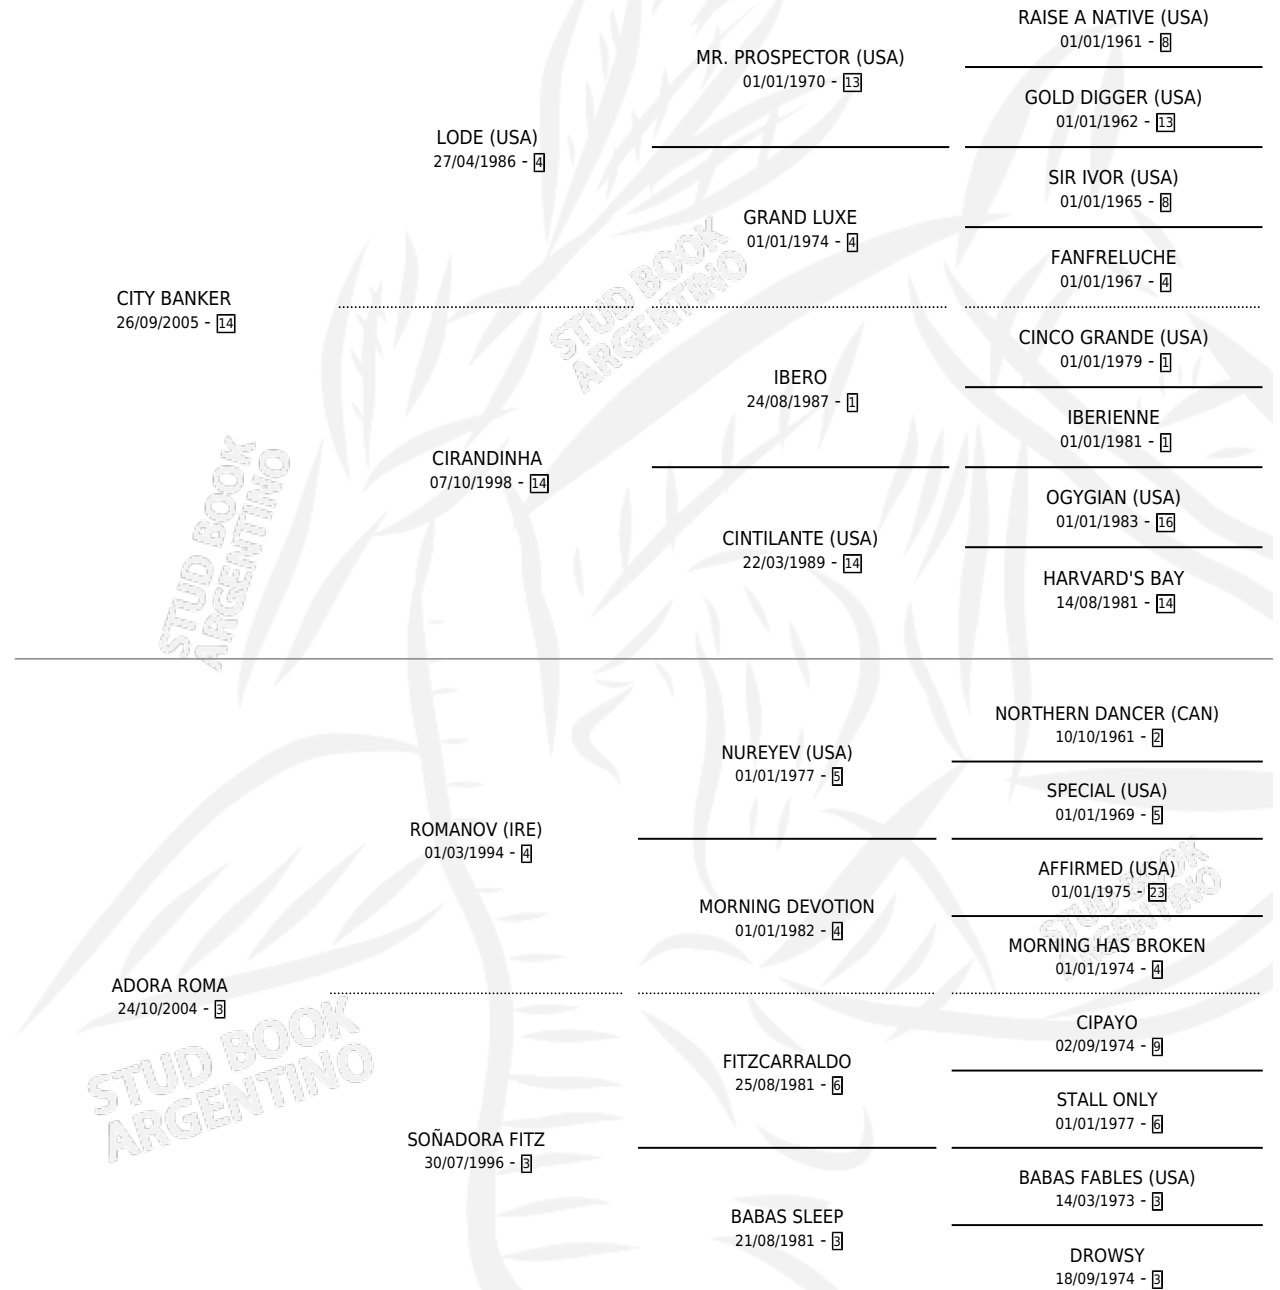 RAISE A NATIVE (USA)
01/01/1961 - 8
MR. PROSPECTOR (USA)
01/01/1970 - 13
GOLD DIGGER (USA)
01/01/1962 - 13
LODE (USA)
27/04/1986 - 4
SIR IVOR (USA)
01/01/1965 - 8
GRAND LUXE
01/01/1974 - 4
FANFRELUCHE
01/01/1967 - 4
CITY BANKER
26/09/2005 - 14
CINCO GRANDE (USA)
01/01/1979 - 1
IBERO
24/08/1987 - 1
IBERIENNE
01/01/1981 - 1
CIRANDINHA
07/10/1998 - 14
OGYGIAN (USA)
01/01/1983 - 16
CINTILANTE (USA)
22/03/1989 - 14
HARVARD'S BAY
14/08/1981 - 14
NORTHERN DANCER (CAN)
10/10/1961 - 2
NUREYEV (USA)
01/01/1977 - 5
SPECIAL (USA)
01/01/1969 - 5
ROMANOV (IRE)
01/03/1994 - 4
AFFIRMED (USA)
01/01/1975 - 23
MORNING DEVOTION
01/01/1982 - 4
MORNING HAS BROKEN
01/01/1974 - 4
ADORA ROMA
24/10/2004 - 3
CIPAYO
02/09/1974 - 9
FITZCARRALDO
25/08/1981 - 6
STALL ONLY
01/01/1977 - 6
SOÑADORA FITZ
30/07/1996 - 3
BABAS FABLES (USA)
14/03/1973 - 3
BABAS SLEEP
21/08/1981 - 3
DROWSY
18/09/1974 - 3
STUD BOOK
ARGENTINO
STUD BOOK
ARGENTINO
STUD BOOK
ARGENTINO
STUD BOOK
ARGENTINO